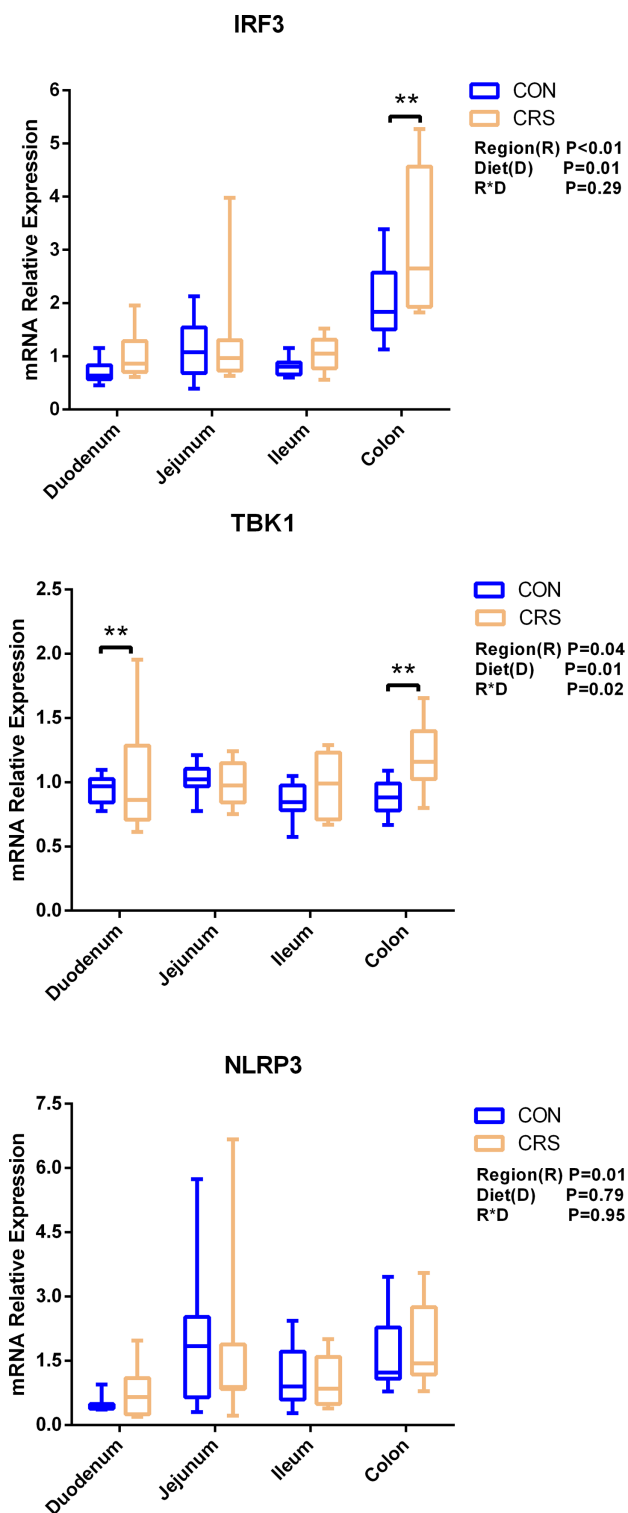 IRF3
mRNA Relative Expression
6
5
4
3
2
1
0
**
CON
CRS
Region(R) P<0.01
Diet(D) P=0.01
R*D P=0.29
Duodenum
Jejunum
Ileum
Colon
TBK1
mRNA Relative Expression
2.5
2.0
1.5
1.0
0.5
0.0
**
**
CON
CRS
Region(R) P=0.04
Diet(D) P=0.01
R*D P=0.02
Duodenum
Jejunum
Ileum
Colon
NLRP3
mRNA Relative Expression
7.5
6.0
4.5
3.0
1.5
0.0
CON
CRS
Region(R) P=0.01
Diet(D) P=0.79
R*D P=0.95
Duodenum
Jejunum
Ileum
Colon